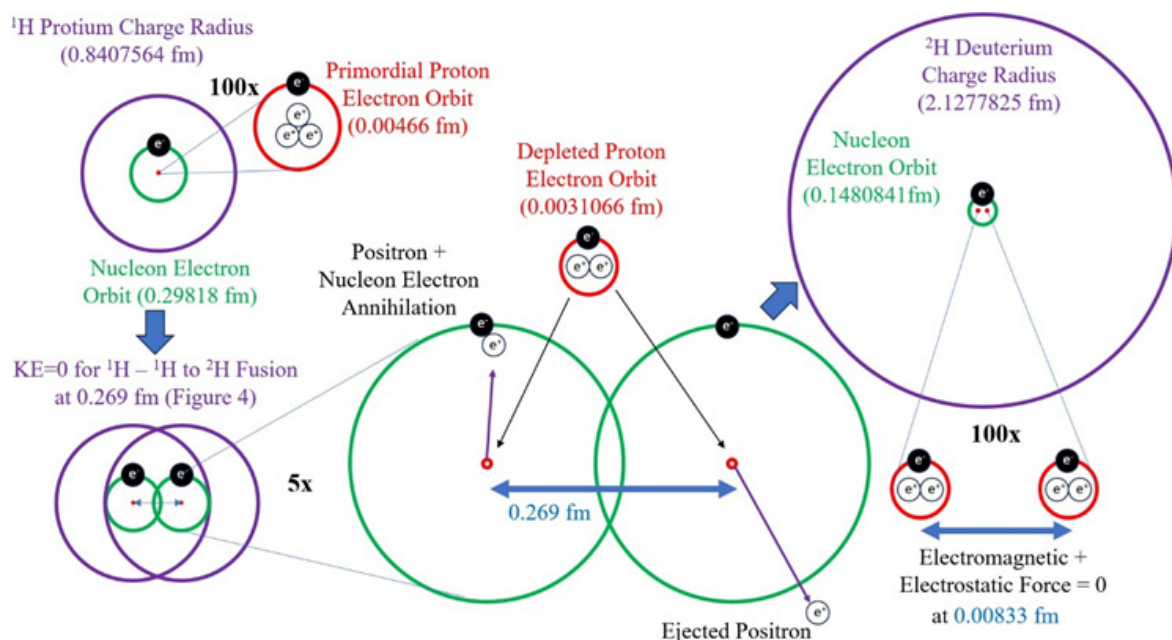 ¹H Protium Charge Radius
(0.8407564 fm)
100x
Primordial Proton
Electron Orbit
(0.00466 fm)
e⁻
e⁻
e⁺
e⁺
e⁺
Nucleon Electron
Orbit (0.29818 fm)
KE=0 for ¹H – ¹H to ²H Fusion
at 0.269 fm (Figure 4)
e⁻
e⁻
5x
Positron +
Nucleon Electron
Annihilation
e⁻
e⁺
Depleted Proton
Electron Orbit
(0.0031066 fm)
e⁻
e⁺
e⁺
e⁻
0.269 fm
Ejected Positron
e⁺
²H Deuterium
Charge Radius
(2.1277825 fm)
Nucleon
Electron Orbit
(0.1480841fm)
e⁻
100x
e⁻
e⁺
e⁺
e⁻
e⁺
e⁺
Electromagnetic +
Electrostatic Force = 0
at 0.00833 fm